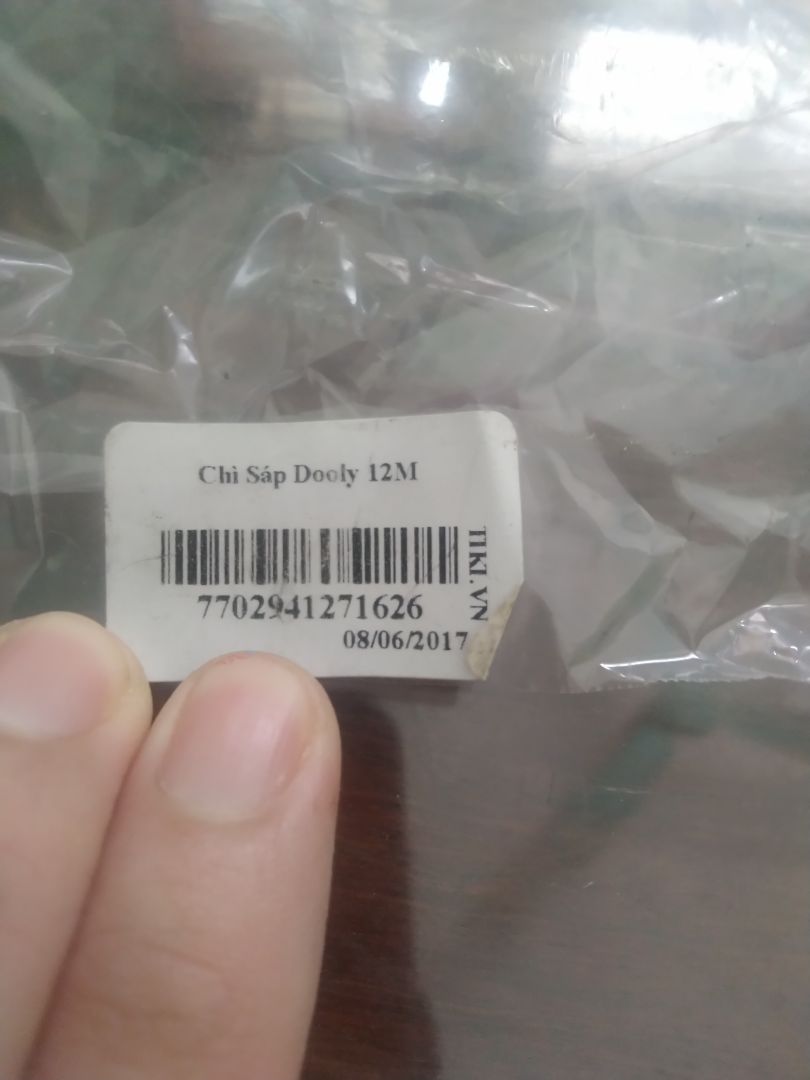 Chì Sáp Dooly 12M
7702941271626
08/06/2017
TIKI.VN